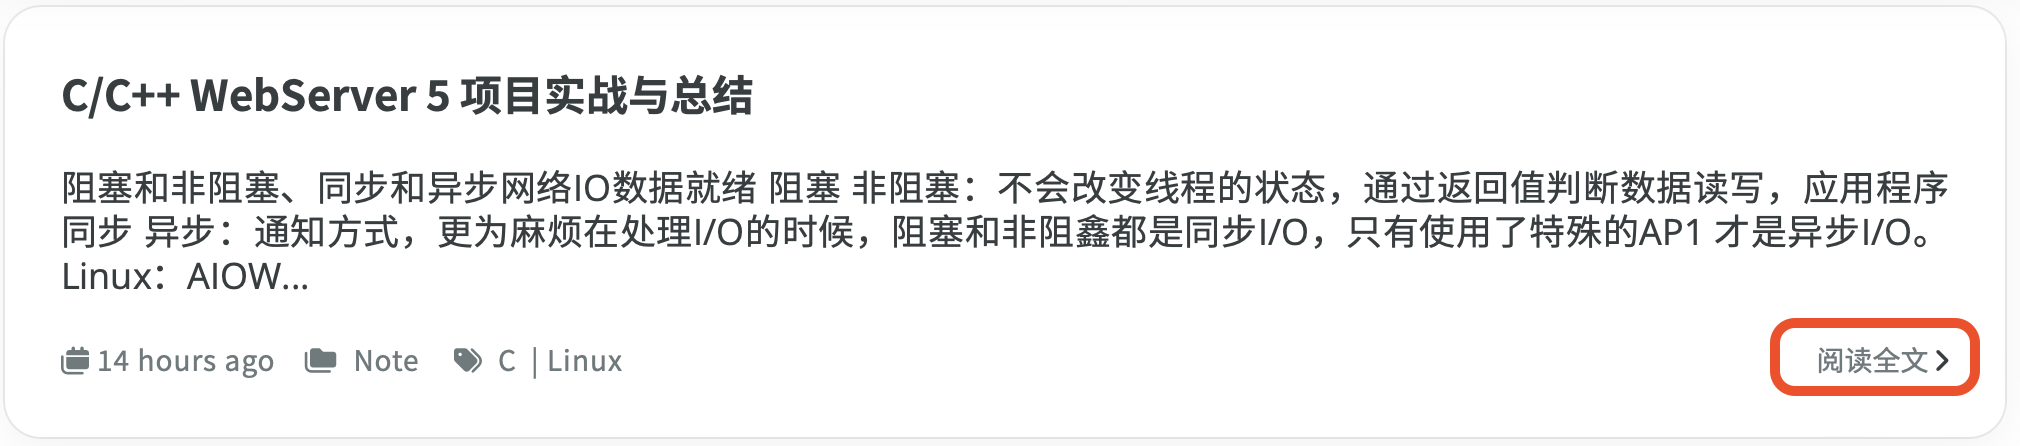 C/C++ WebServer 5 项目实战与总结
阻塞和非阻塞、同步和异步网络IO数据就绪 阻塞 非阻塞：不会改变线程的状态，通过返回值判断数据读写，应用程序
同步 异步：通知方式，更为麻烦在处理I/O的时候，阻塞和非阻鑫都是同步I/O，只有使用了特殊的AP1 才是异步I/O。
Linux：AIOW...
14 hours ago Note C | Linux 阅读全文